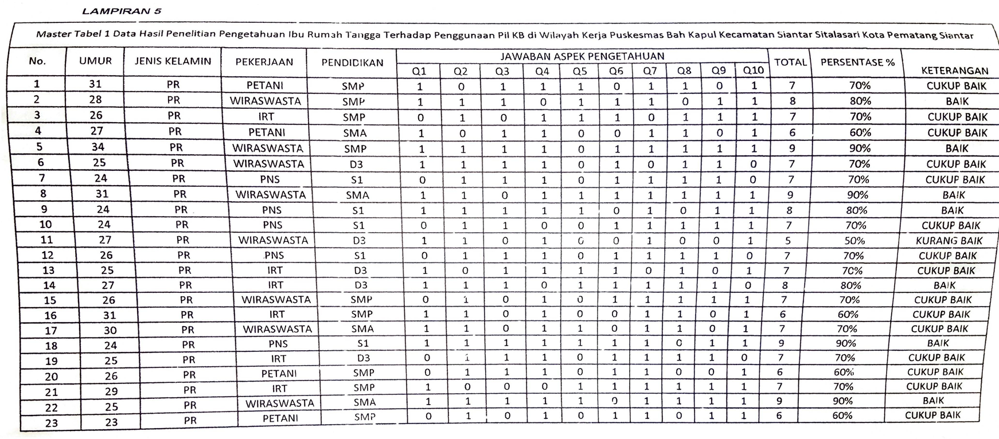 LAMPIRAN 5
Master Tabel 1 Data Hasil Penelitian Pengetahuan Ibu Rumah Tangga Terhadap Penggunaan Pil KB di Wilayah Kerja Puskesmas Bah Kapul Kecamatan Siantar Sitalasari Kota Pematang Siantar
No. UMUR JENIS KELAMIN PEKERJAAN PENDIDIKAN JAWABAN ASPEK PENGETAHUAN TOTAL PERSENTASE % KETERANGAN
Q1 Q2 Q3 Q4 Q5 Q6 Q7 Q8 Q9 Q10
1 31 PR PETANI SMP 1 0 1 1 1 0 1 1 0 1 7 70% CUKUP BAIK
2 28 PR WIRASWASTA SMP 1 1 1 0 1 1 1 0 1 1 8 80% BAIK
3 26 PR IRT SMP 0 1 0 1 1 1 0 1 1 1 7 70% CUKUP BAIK
4 27 PR PETANI SMA 1 0 1 1 0 0 1 1 0 1 6 60% CUKUP BAIK
5 34 PR WIRASWASTA SMP 1 1 1 1 0 1 1 1 1 1 9 90% BAIK
6 25 PR WIRASWASTA D3 1 1 1 1 0 1 0 1 1 0 7 70% CUKUP BAIK
7 24 PR PNS S1 0 1 1 1 0 1 1 1 1 0 7 70% CUKUP BAIK
8 31 PR WIRASWASTA SMA 1 1 0 1 1 1 1 1 1 1 9 90% BAIK
9 24 PR PNS S1 1 1 1 1 1 0 1 0 1 1 8 80% BAIK
10 24 PR PNS S1 0 1 1 0 0 1 1 1 1 1 7 70% CUKUP BAIK
11 27 PR WIRASWASTA D3 1 1 0 1 0 0 1 0 0 1 5 50% KURANG BAIK
12 26 PR PNS S1 0 1 1 1 0 1 1 1 1 0 7 70% CUKUP BAIK
13 25 PR IRT D3 1 0 1 1 1 1 0 1 0 1 7 70% CUKUP BAIK
14 27 PR IRT D3 1 1 1 0 1 1 1 1 1 0 8 80% BAIK
15 26 PR WIRASWASTA SMP 0 1 0 1 0 1 1 1 1 1 7 70% CUKUP BAIK
16 31 PR IRT SMP 1 1 0 1 0 0 1 1 0 1 6 60% CUKUP BAIK
17 30 PR WIRASWASTA SMA 1 1 0 1 1 0 1 1 0 1 7 70% CUKUP BAIK
18 24 PR PNS S1 1 1 1 1 1 1 1 0 1 1 9 90% BAIK
19 25 PR IRT D3 0 1 1 1 0 1 1 1 1 0 7 70% CUKUP BAIK
20 26 PR PETANI SMP 0 1 1 1 0 1 1 0 0 1 6 60% CUKUP BAIK
21 29 PR IRT SMP 1 0 0 0 1 1 1 1 1 1 7 70% CUKUP BAIK
22 25 PR WIRASWASTA SMA 1 1 1 1 1 0 1 1 1 1 9 90% BAIK
23 23 PR PETANI SMP 0 1 0 1 0 1 1 0 1 1 6 60% CUKUP BAIK